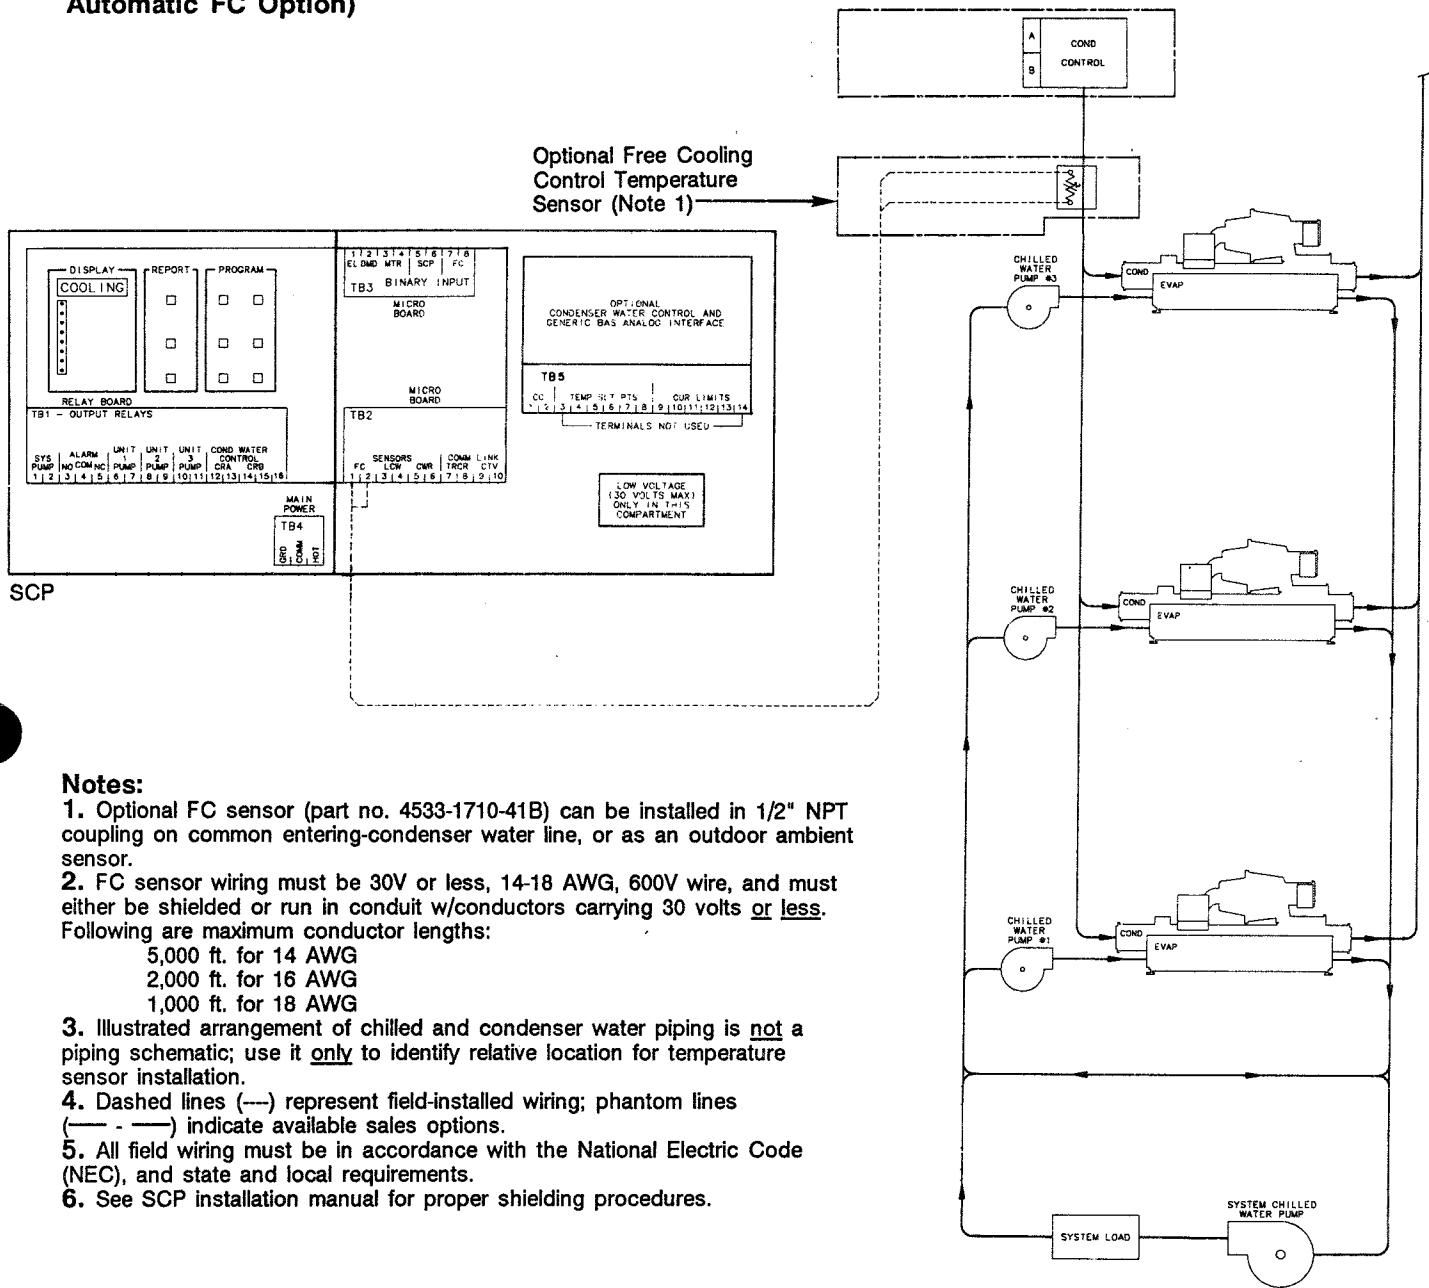 Automatic FC Option)
A
B
COND
CONTROL
Optional Free Cooling
Control Temperature
Sensor (Note 1)
DISPLAY
COOLING
REPORT
PROGRAM
RELAY BOARD
TB1 - OUTPUT RELAYS
SYS
PUMP
ALARM
NO COM NC
UNIT
1
PUMP
UNIT
2
PUMP
UNIT
3
PUMP
COND WATER
CONTROL
CRA CRB
1 2 3 4 5 6 7 8 9 10 11 12 13 14 15 16
MAIN
POWER
TB4
GRD
COMM
HOT
1 2 3 4 5 6 7 8
EL DMD MTR SCP FC
TB3 BINARY INPUT
MICRO
BOARD
MICRO
BOARD
TB2
SENSORS
FC LCW CWR
COMM LINK
TRCR CTV
1 2 3 4 5 6 7 8 9 10
OPTIONAL
CONDENSER WATER CONTROL AND
GENERIC BAS ANALOG INTERFACE
TB5
CC TEMP SET PTS CUR LIMITS
1 2 3 4 5 6 7 8 9 10 11 12 13 14
TERMINALS NOT USED
LOW VOLTAGE
(30 VOLTS MAX)
ONLY IN THIS
COMPARTMENT
SCP
CHILLED
WATER
PUMP #3
COND
EVAP
CHILLED
WATER
PUMP #2
COND
EVAP
CHILLED
WATER
PUMP #1
COND
EVAP
SYSTEM LOAD
SYSTEM CHILLED
WATER PUMP
Notes:
1. Optional FC sensor (part no. 4533-1710-41B) can be installed in 1/2" NPT
coupling on common entering-condenser water line, or as an outdoor ambient
sensor.
2. FC sensor wiring must be 30V or less, 14-18 AWG, 600V wire, and must
either be shielded or run in conduit w/conductors carrying 30 volts or less.
Following are maximum conductor lengths:
5,000 ft. for 14 AWG
2,000 ft. for 16 AWG
1,000 ft. for 18 AWG
3. Illustrated arrangement of chilled and condenser water piping is not a
piping schematic; use it only to identify relative location for temperature
sensor installation.
4. Dashed lines (---) represent field-installed wiring; phantom lines
(—— - ——) indicate available sales options.
5. All field wiring must be in accordance with the National Electric Code
(NEC), and state and local requirements.
6. See SCP installation manual for proper shielding procedures.